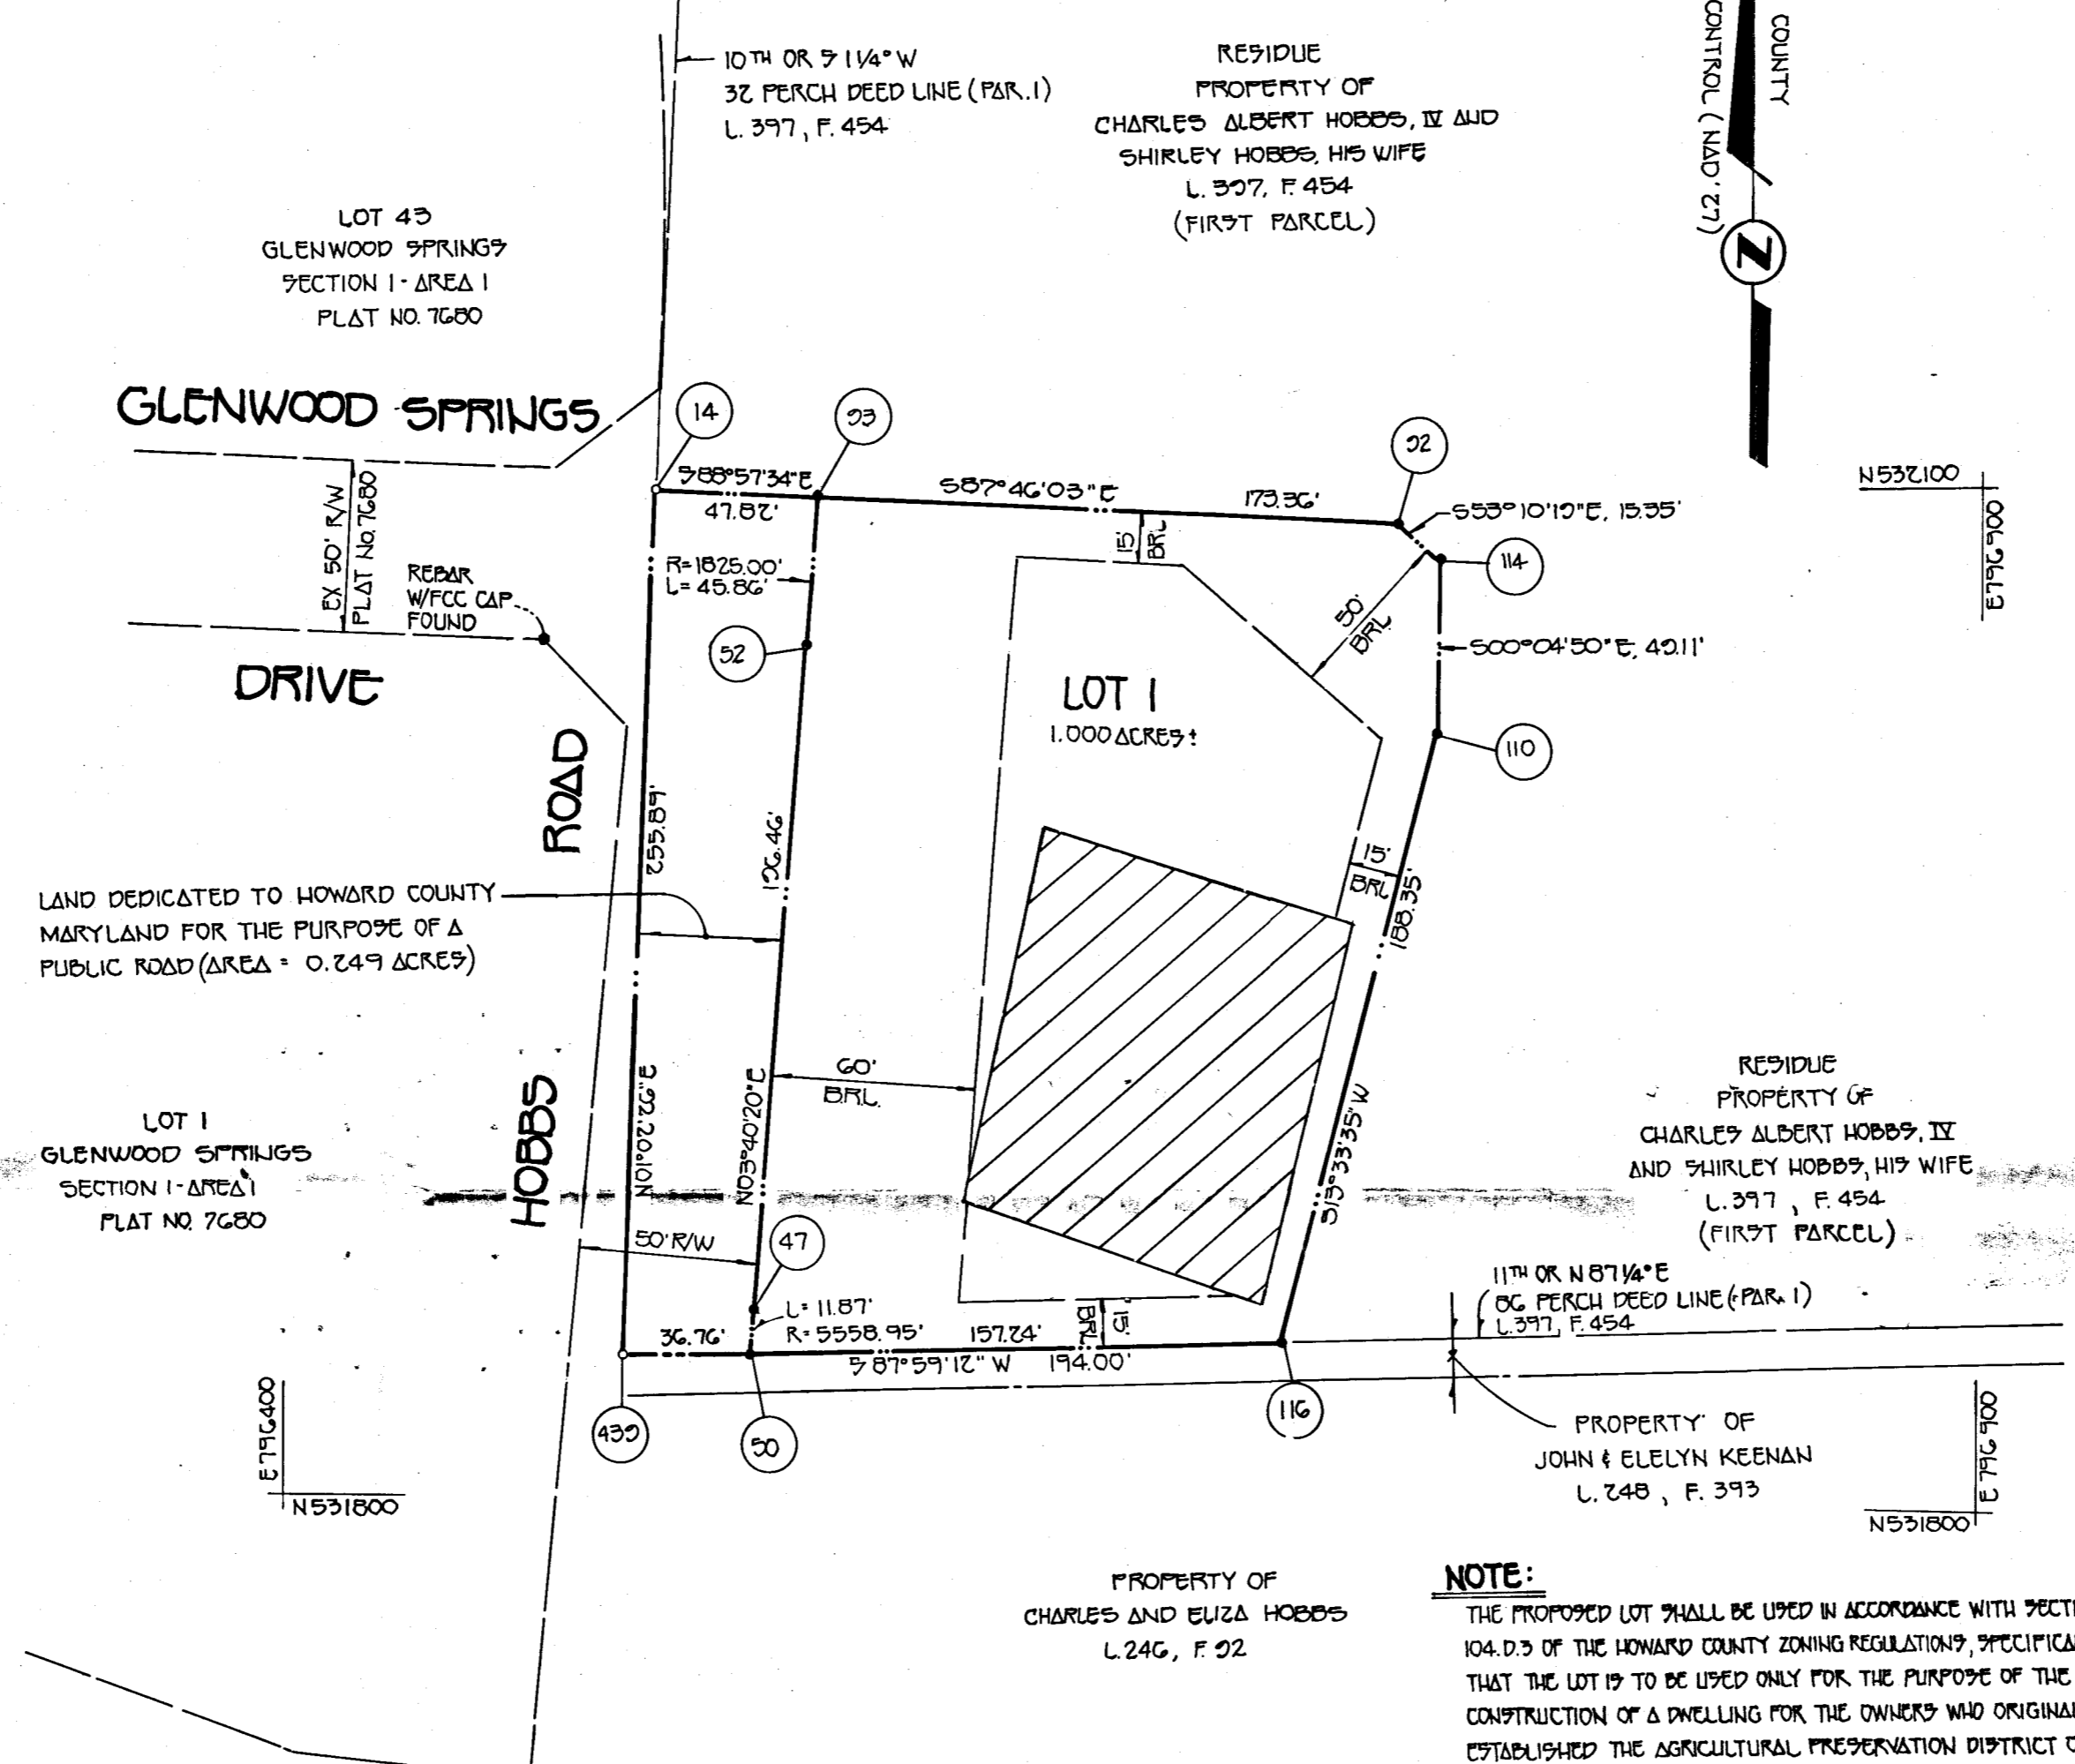 COUNTY
CONTROL (NAD '27)
N
10TH OR S 1 1/4° W
32 PERCH DEED LINE (PAR. 1)
L. 397, F. 454
RESIDUE
PROPERTY OF
CHARLES ALBERT HOBBS, IV AND
SHIRLEY HOBBS, HIS WIFE
L. 397, F. 454
(FIRST PARCEL)
LOT 43
GLENWOOD SPRINGS
SECTION 1 - AREA 1
PLAT NO. 7680
GLENWOOD SPRINGS
DRIVE
EX 50' R/W
PLAT No. 7680
REBAR
W/FCC CAP
FOUND
14
93
92
S88°57'34"E
47.82'
S87°46'03"E
173.36'
S53°10'19"E, 15.35'
114
N532100
E796900
15'
BRL
R=1825.00'
L=45.86'
52
50'
BRL
S00°04'50"E, 49.11'
110
LOT 1
1.000 ACRES±
ROAD
HOBBS
255.89'
N01°02'26"E
196.46'
N03°40'20"E
LAND DEDICATED TO HOWARD COUNTY
MARYLAND FOR THE PURPOSE OF A
PUBLIC ROAD (AREA = 0.249 ACRES)
15'
BRL
188.35'
S13°33'35"W
60'
B.R.L.
LOT 1
GLENWOOD SPRINGS
SECTION 1-AREA 1
PLAT NO. 7680
RESIDUE
PROPERTY OF
CHARLES ALBERT HOBBS, IV
AND SHIRLEY HOBBS, HIS WIFE
L. 397, F. 454
(FIRST PARCEL)
50' R/W
47
L= 11.87'
R= 5558.95'
36.76'
157.24'
S 87°59'12" W
194.00'
15'
BRL
11TH OR N 87 1/4° E
86 PERCH DEED LINE (PAR. 1)
L. 397, F. 454
439
50
116
E796400
N531800
PROPERTY OF
JOHN & ELELYN KEENAN
L. 248, F. 393
E796900
N531800
PROPERTY OF
CHARLES AND ELIZA HOBBS
L. 246, F. 92
NOTE:
THE PROPOSED LOT SHALL BE USED IN ACCORDANCE WITH SECTI
104.D.3 OF THE HOWARD COUNTY ZONING REGULATIONS, SPECIFICA
THAT THE LOT IS TO BE USED ONLY FOR THE PURPOSE OF THE
CONSTRUCTION OF A DWELLING FOR THE OWNERS WHO ORIGINA
ESTABLISHED THE AGRICULTURAL PRESERVATION DISTRICT